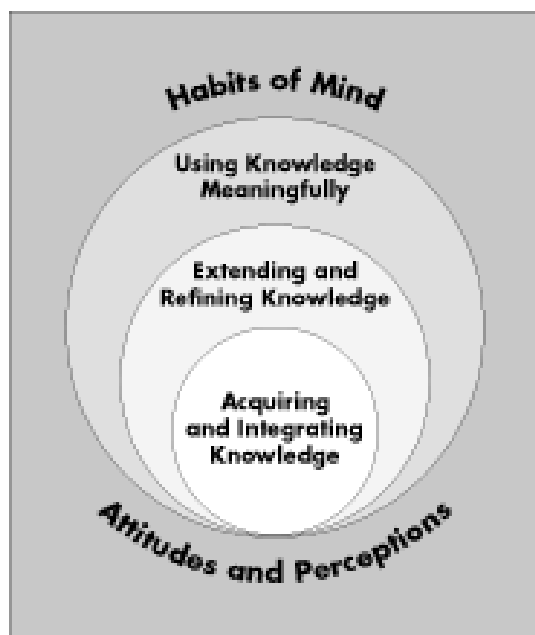 Habits of Mind
Using Knowledge
Meaningfully
Extending and
Refining Knowledge
Acquiring
and Integrating
Knowledge
Attitudes and Perceptions